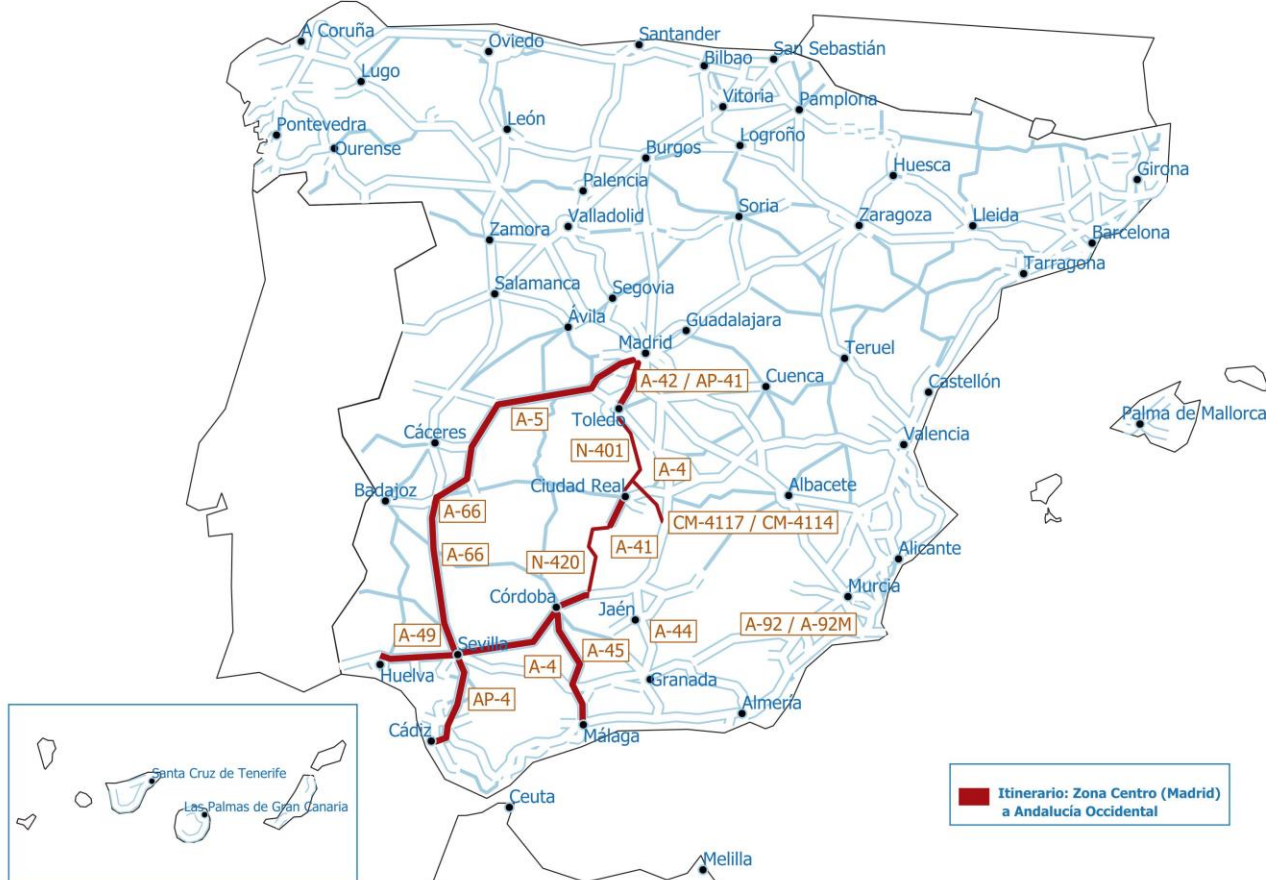 A Coruña
Oviedo
Santander
San Sebastián
Bilbao
Lugo
Vitoria
Pamplona
León
Pontevedra
Logroño
Ourense
Burgos
Huesca
Girona
Palencia
Soria
Valladolid
Zaragoza
Lleida
Zamora
Barcelona
Tarragona
Salamanca
Segovia
Ávila
Guadalajara
Madrid
Teruel
A-42 / AP-41
Cuenca
Castellón
A-5
Toledo
Palma de Mallorca
Cáceres
Valencia
N-401
A-4
Ciudad Real
Badajoz
Albacete
A-66
CM-4117 / CM-4114
A-66
A-41
Alicante
N-420
Murcia
Córdoba
Jaén
A-44
A-92 / A-92M
A-49
Sevilla
A-45
A-4
Huelva
Granada
AP-4
Almería
Cádiz
Málaga
Santa Cruz de Tenerife
Las Palmas de Gran Canaria
Ceuta
Melilla
Itinerario: Zona Centro (Madrid)
a Andalucía Occidental